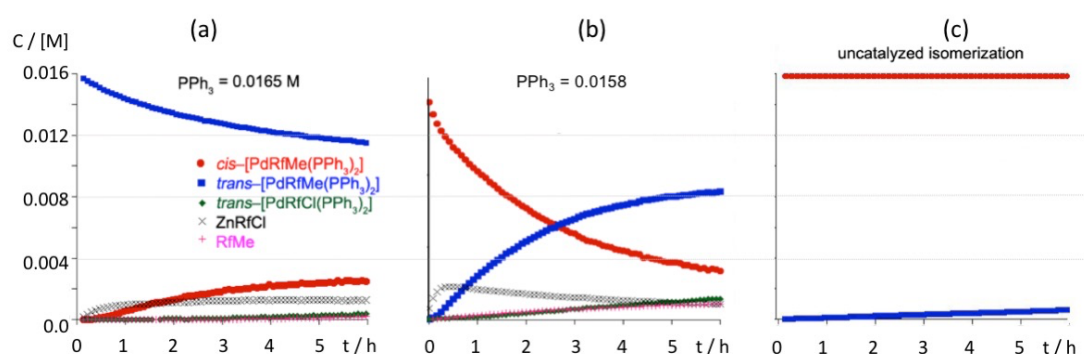 (a) (b) (c)
C / [M]
uncatalyzed isomerization
0.016
PPh₃ = 0.0165 M
PPh₃ = 0.0158
0.012
cis–[PdRfMe(PPh₃)₂]
trans–[PdRfMe(PPh₃)₂]
0.008
trans–[PdRfCl(PPh₃)₂]
ZnRfCl
RfMe
0.004
0.0
0 1 2 3 4 5 t / h
0 1 2 3 4 5 t / h
0 1 2 3 4 5 t / h